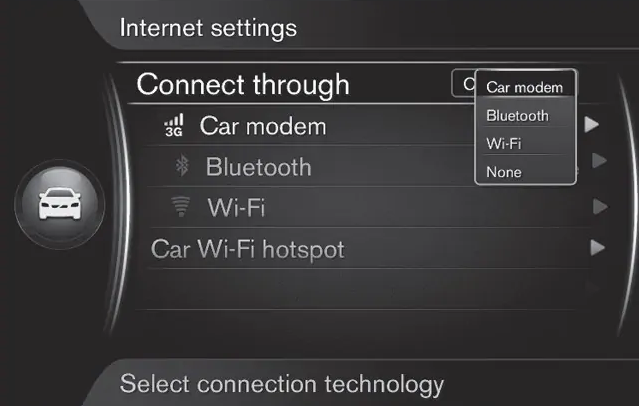 Internet settings
Connect through
Car modem
Bluetooth
Wi-Fi
None
3G Car modem
Bluetooth
Wi-Fi
Car Wi-Fi hotspot
Select connection technology